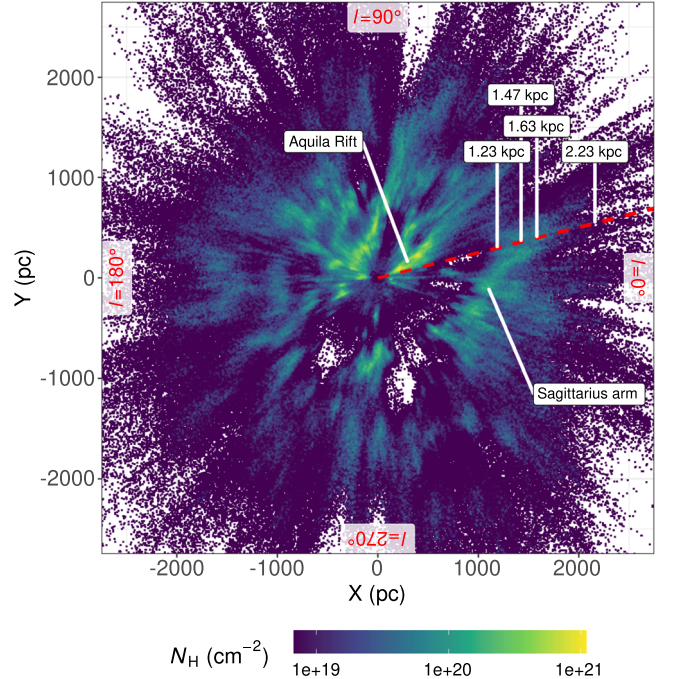 l=90°
2000
1.47 kpc
1.63 kpc
Aquila Rift
1.23 kpc
2.23 kpc
1000
Y (pc)
l=180°
0
l=0°
-1000
Sagittarius arm
-2000
l=270°
-2000
-1000
0
1000
2000
X (pc)
N_H (cm⁻²)
1e+19
1e+20
1e+21